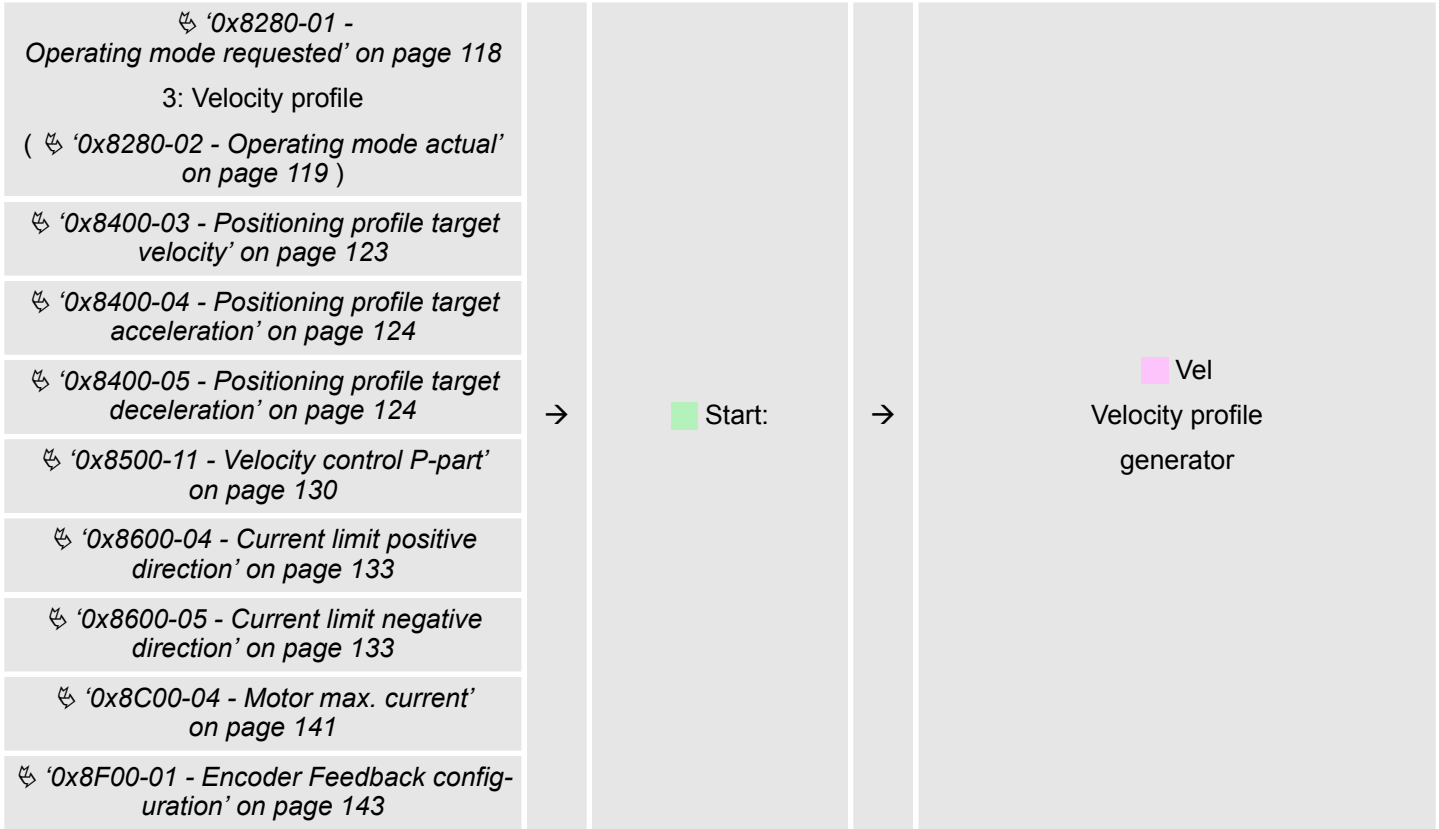 ↳ ‘0x8280-01 -
Operating mode requested’ on page 118
3: Velocity profile
( ↳ ‘0x8280-02 - Operating mode actual’
on page 119 )
↳ ‘0x8400-03 - Positioning profile target
velocity’ on page 123
↳ ‘0x8400-04 - Positioning profile target
acceleration’ on page 124
↳ ‘0x8400-05 - Positioning profile target
deceleration’ on page 124
↳ ‘0x8500-11 - Velocity control P-part’
on page 130
↳ ‘0x8600-04 - Current limit positive
direction’ on page 133
↳ ‘0x8600-05 - Current limit negative
direction’ on page 133
↳ ‘0x8C00-04 - Motor max. current’
on page 141
↳ ‘0x8F00-01 - Encoder Feedback config-
uration’ on page 143
→
Start:
→
Vel
Velocity profile
generator